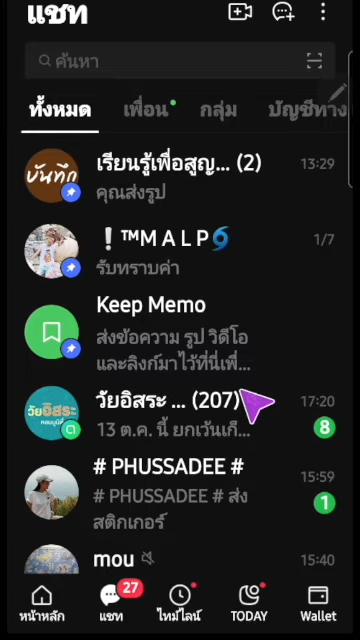 แชท
ค้นหา
ทั้งหมด เพื่อน กลุ่ม บัญชีทาง
บันทึก
เรียนรู้เพื่อสูญ... (2) 13:29
คุณส่งรูป
❗™M A L P🌀 1/7
รับทราบค่า
Keep Memo
ส่งข้อความ รูป วิดีโอ
และลิงก์มาไว้ที่นี่เพื่...
วัยอิสระ
วัยอิสระ ... (207) 17:20
13 ต.ค. นี้ ยกเว้นเก็... 8
# PHUSSADEE # 15:59
# PHUSSADEE # ส่ง 1
สติกเกอร์
mou 15:40
27
หน้าหลัก แชท ไทม์ไลน์ TODAY Wallet